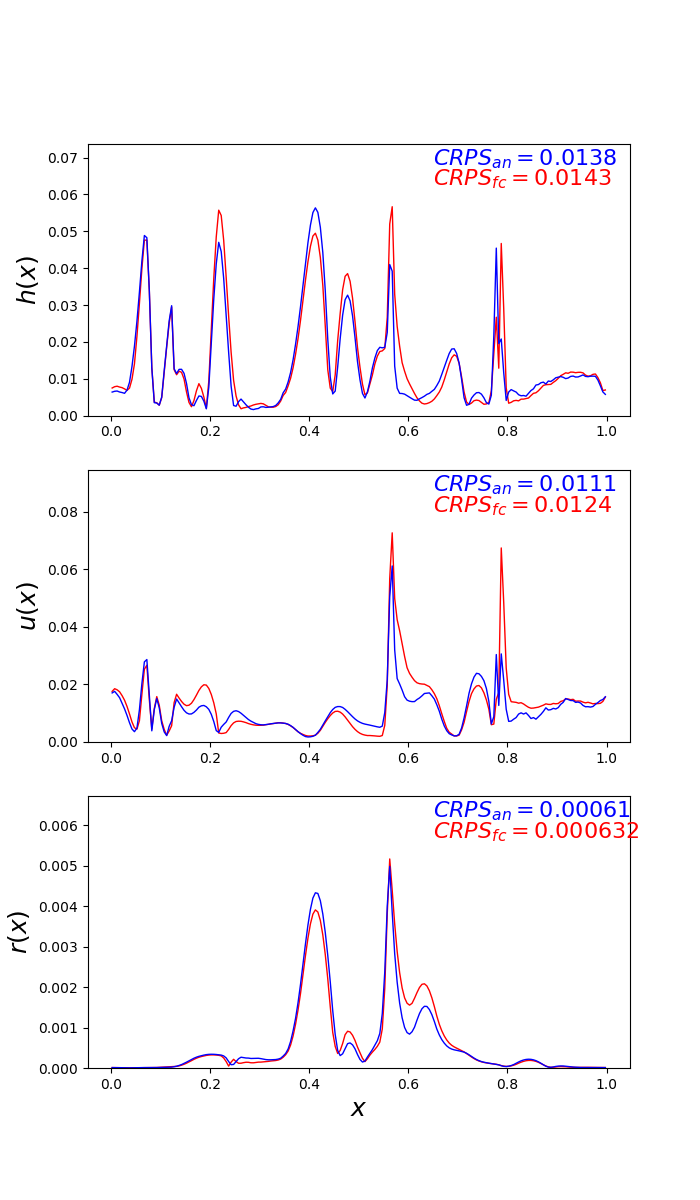 CRPS_an = 0.0138
CRPS_fc = 0.0143
h(x)
0.07
0.06
0.05
0.04
0.03
0.02
0.01
0.00
0.0 0.2 0.4 0.6 0.8 1.0
CRPS_an = 0.0111
CRPS_fc = 0.0124
u(x)
0.08
0.06
0.04
0.02
0.00
0.0 0.2 0.4 0.6 0.8 1.0
CRPS_an = 0.00061
CRPS_fc = 0.000632
r(x)
0.006
0.005
0.004
0.003
0.002
0.001
0.000
0.0 0.2 0.4 0.6 0.8 1.0
x